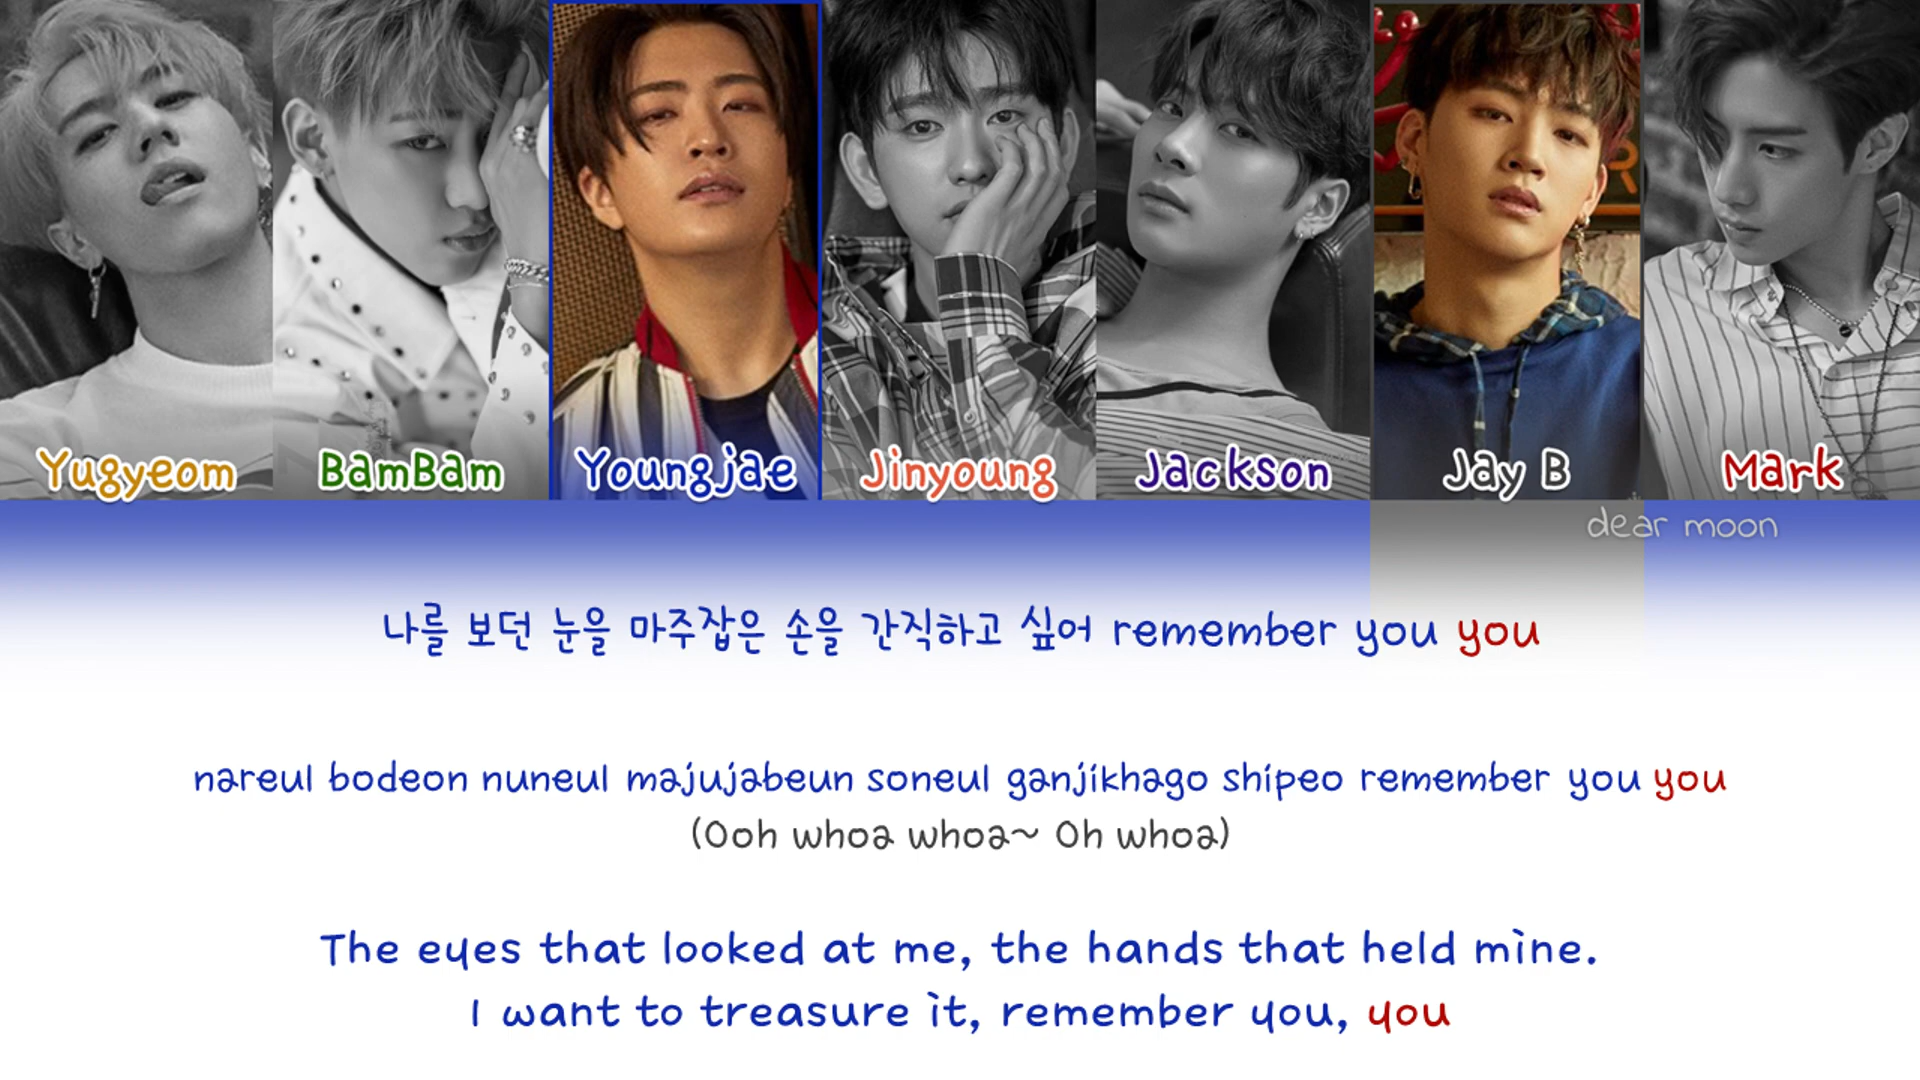 Yugyeom BamBam Youngjae Jinyoung Jackson Jay B Mark
dear moon
나를 보던 눈을 마주잡은 손을 간직하고 싶어 remember you you
nareul bodeon nuneul majujabeun soneul ganjikhago shipeo remember you you
(Ooh whoa whoa~ Oh whoa)
The eyes that looked at me, the hands that held mine.
I want to treasure it, remember you, you